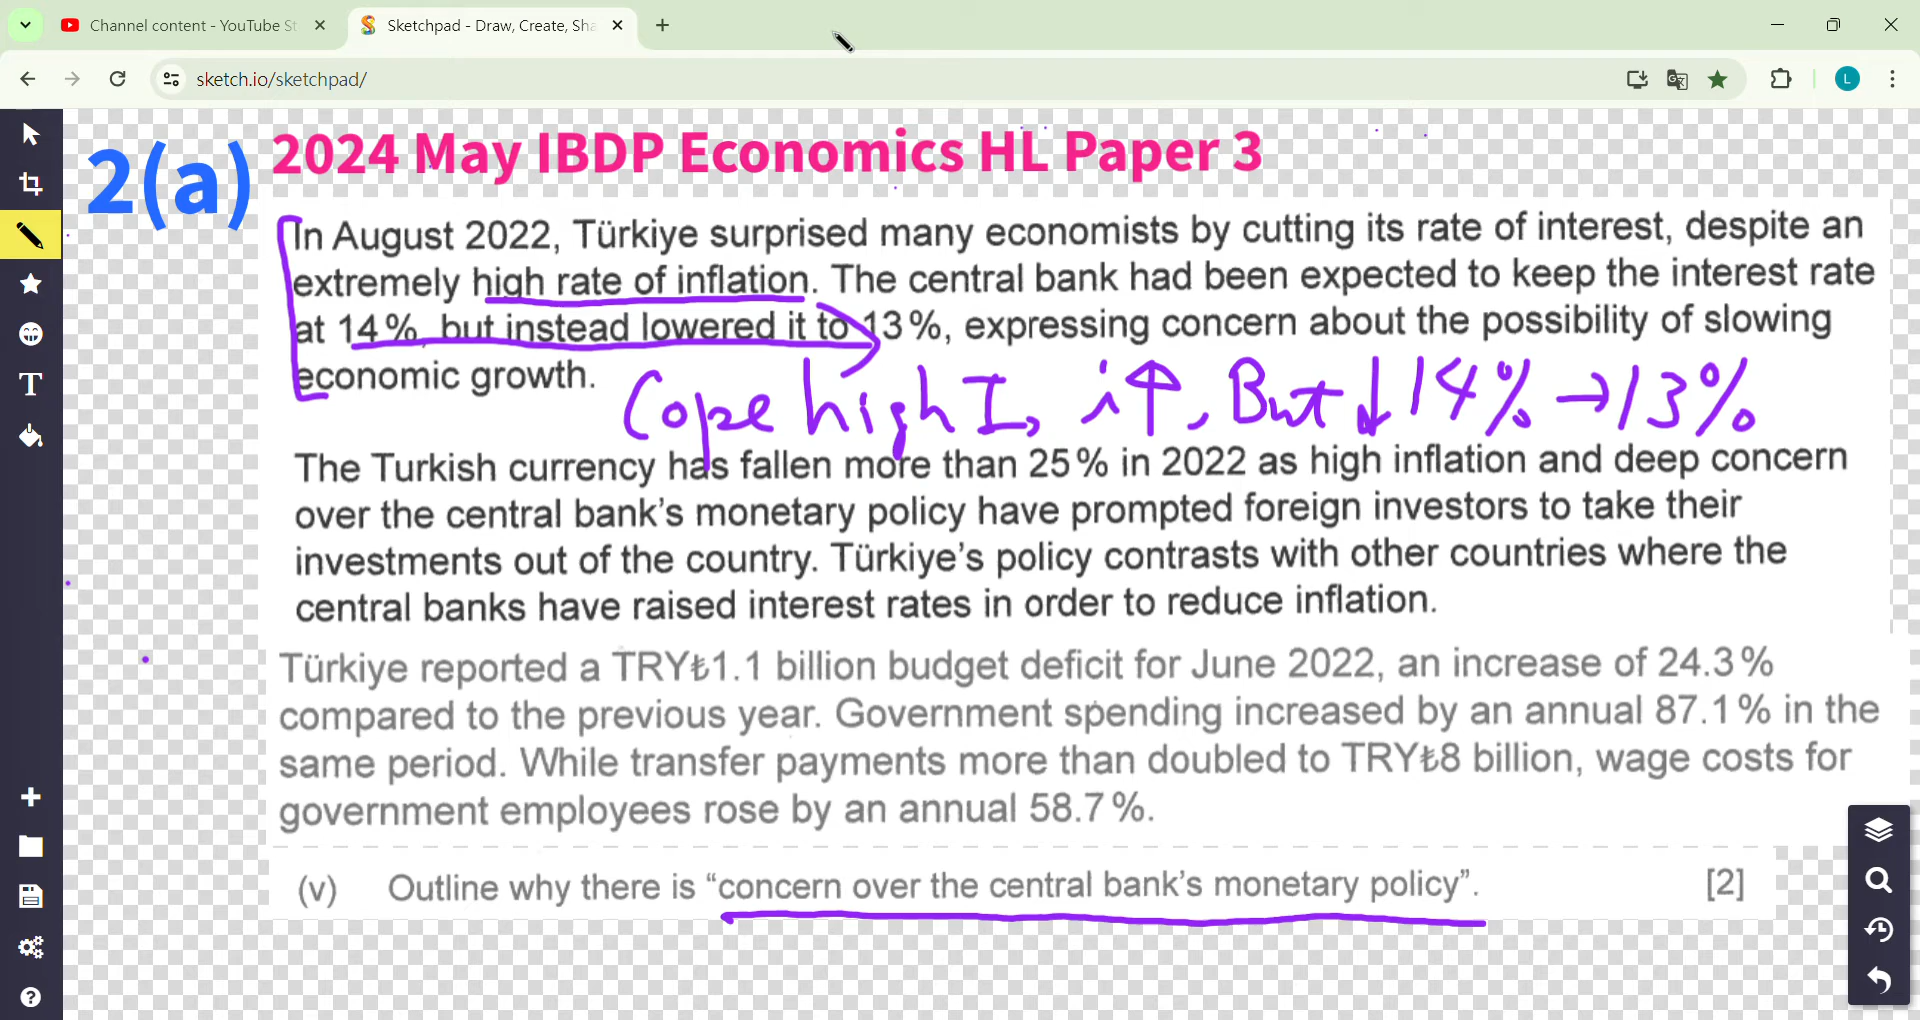 Channel content - YouTube St
Sketchpad - Draw, Create, Sha
sketch.io/sketchpad/
L
2(a)
2024 May IBDP Economics HL Paper 3
In August 2022, Türkiye surprised many economists by cutting its rate of interest, despite an
extremely high rate of inflation. The central bank had been expected to keep the interest rate
at 14%, but instead lowered it to 13%, expressing concern about the possibility of slowing
economic growth.
Cope high I, i↑, But ↓ 14% → 13%
The Turkish currency has fallen more than 25% in 2022 as high inflation and deep concern
over the central bank's monetary policy have prompted foreign investors to take their
investments out of the country. Türkiye's policy contrasts with other countries where the
central banks have raised interest rates in order to reduce inflation.
Türkiye reported a TRY₺1.1 billion budget deficit for June 2022, an increase of 24.3%
compared to the previous year. Government spending increased by an annual 87.1% in the
same period. While transfer payments more than doubled to TRY₺8 billion, wage costs for
government employees rose by an annual 58.7%.
(v) Outline why there is "concern over the central bank's monetary policy". [2]